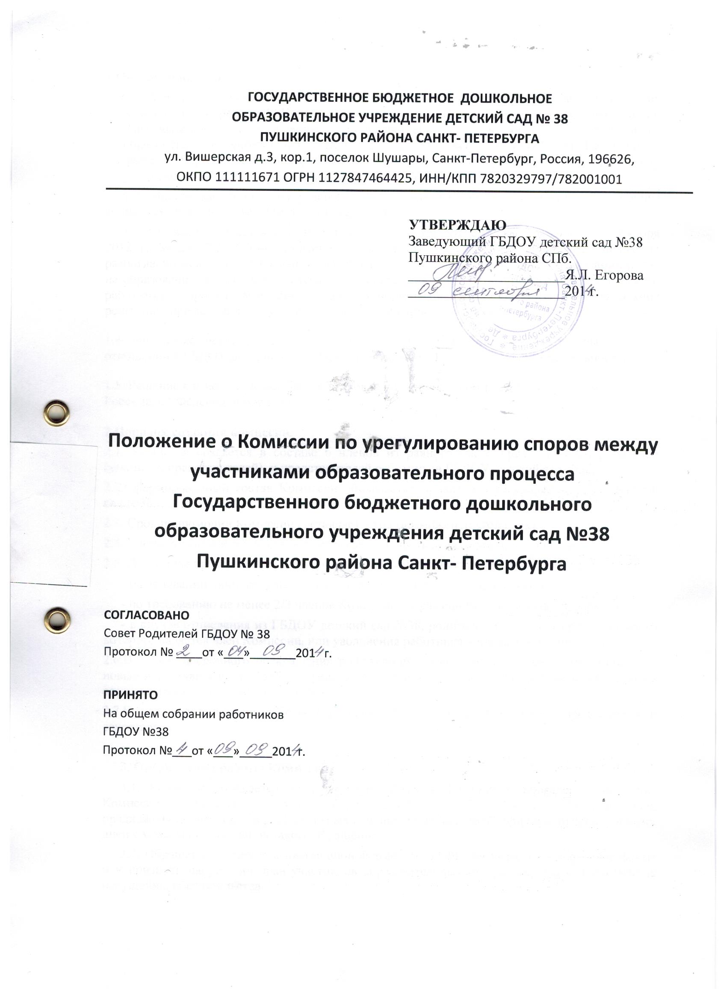 ГОСУДАРСТВЕННОЕ БЮДЖЕТНОЕ ДОШКОЛЬНОЕ
ОБРАЗОВАТЕЛЬНОЕ УЧРЕЖДЕНИЕ ДЕТСКИЙ САД № 38
ПУШКИНСКОГО РАЙОНА САНКТ- ПЕТЕРБУРГА
ул. Вишерская д.3, кор.1, поселок Шушары, Санкт-Петербург, Россия, 196626,
ОКПО 111111671 ОГРН 1127847464425, ИНН/КПП 7820329797/782001001
УТВЕРЖДАЮ
Заведующий ГБДОУ детский сад №38
Пушкинского района СПб.
Я.Л. Егорова
09 сентября 2014г.
Положение о Комиссии по урегулированию споров между
участниками образовательного процесса
Государственного бюджетного дошкольного
образовательного учреждения детский сад №38
Пушкинского района Санкт- Петербурга
СОГЛАСОВАНО
Совет Родителей ГБДОУ № 38
Протокол № 2 от «04» 09 2014 г.
ПРИНЯТО
На общем собрании работников
ГБДОУ №38
Протокол № 4 от «09» 09 2014г.